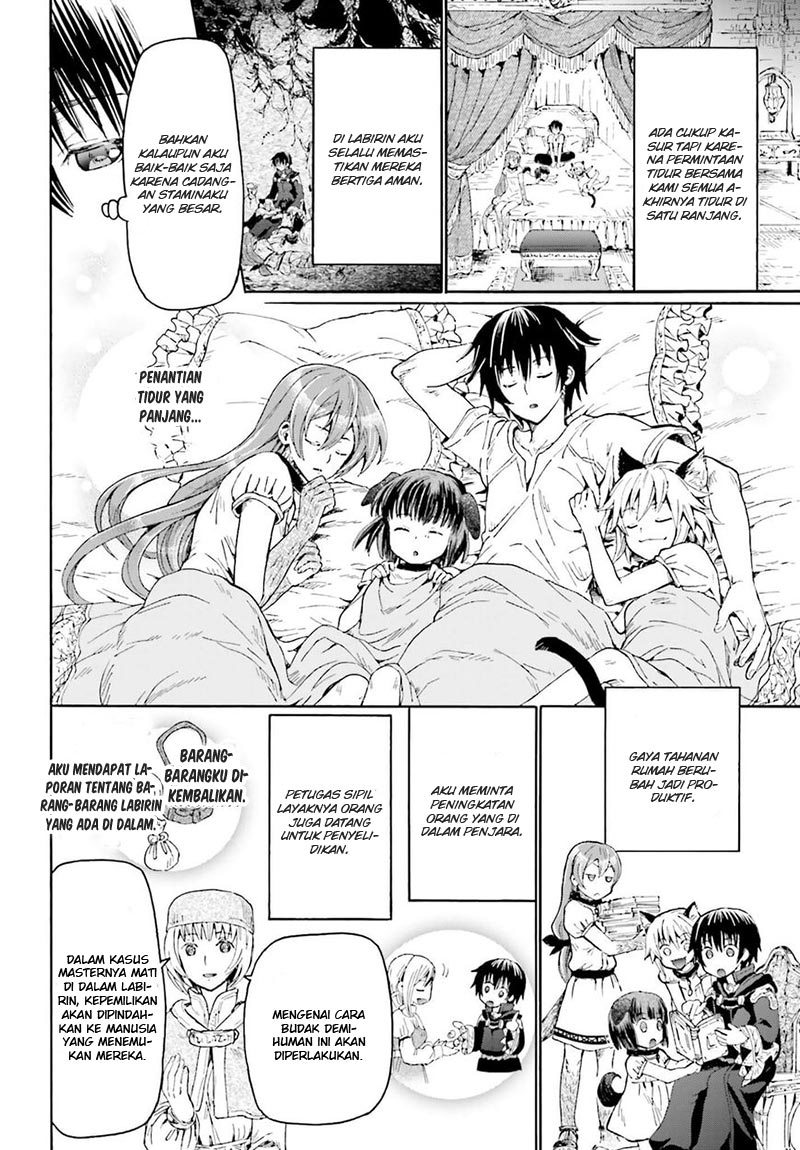 ADA CUKUP KA-
SUR TAPI KARE-
NA PERMINTAAN
TIDUR BERSAMA
KAMI SEMUA A-
KHIRNYA TIDUR DI
SATU RANJANG.
DI LABIRIN AKU
SELALU MEMAS-
TIKAN MEREKA
BERTIGA AMAN.
BAHKAN
KALAUPUN AKU
BAIK-BAIK SAJA
KARENA CADANG-
AN STAMINAKU
YANG BESAR.
PENANTIAN
TIDUR YANG
PANJANG...
GAYA TAHANAN
RUMAH BERU-
BAH JADI PRO-
DUKTIF.
AKU MEMINTA
PENINGKATAN
ORANG YANG DI
DALAM PENJARA.
PETUGAS SIPIL
LAYAKNYA ORANG
JUGA DATANG
UNTUK PENYELI-
DIKAN.
BARANG-
BARANGKU DI-
KEMBALIKAN.
AKU MENDAPAT LA-
PORAN TENTANG BA-
RANG-BARANG LABIRIN
YANG ADA DI DALAM.
MENGENAI CARA
BUDAK DEMI-
HUMAN INI AKAN
DIPERLAKUKAN.
DALAM KASUS
MASTERNYA MATI
DI DALAM LABI-
RIN, KEPEMILIKAN
AKAN DIPINDAH-
KAN KE MANUSIA
YANG MENEMU-
KAN MEREKA.